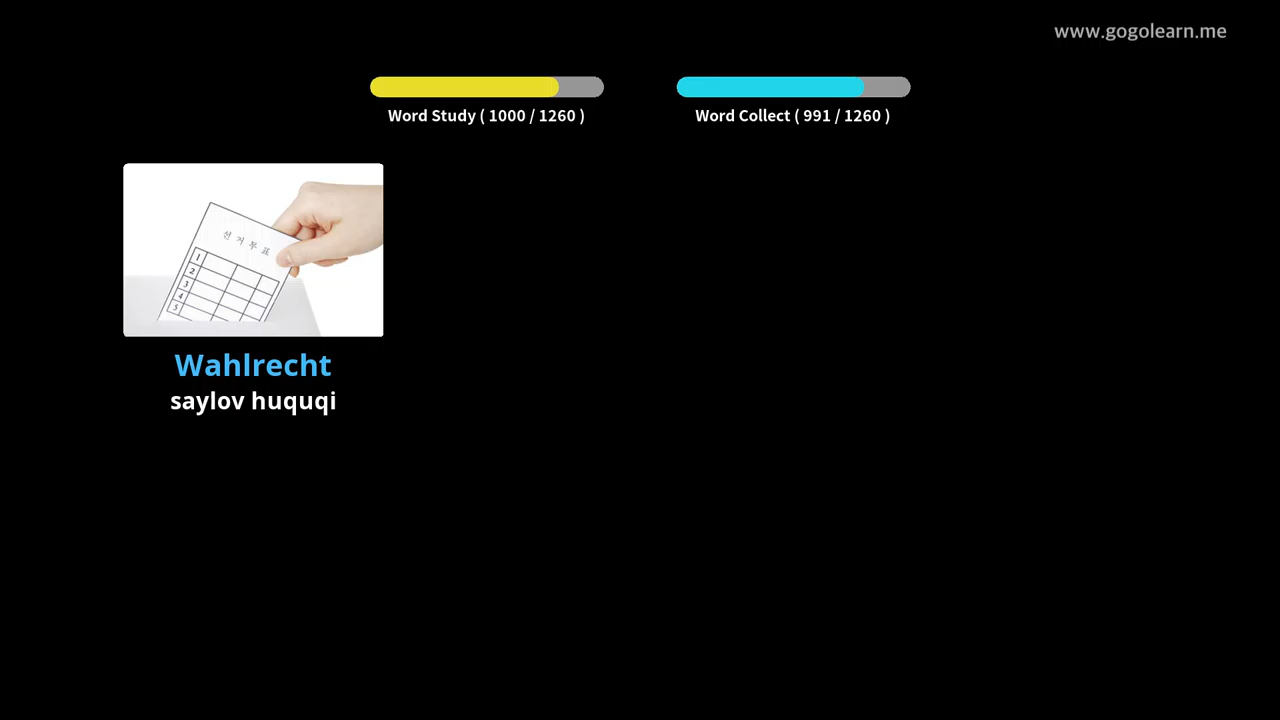 www.gogolearn.me
Word Study ( 1000 / 1260 )
Word Collect ( 991 / 1260 )
선거투표
1
2
3
4
5
Wahlrecht
saylov huquqi